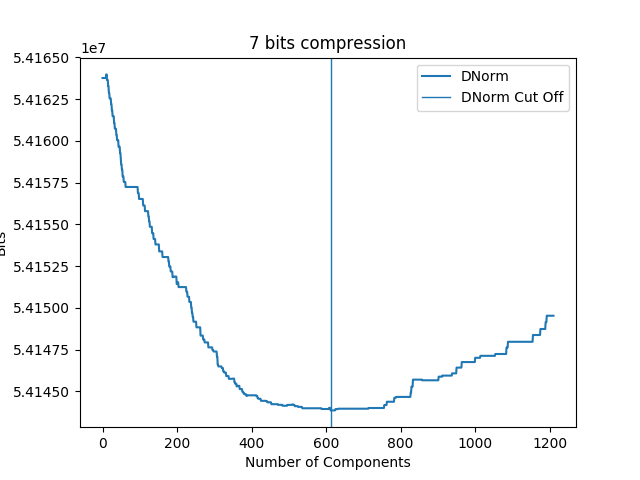 7 bits compression
1e7
5.41650
5.41625
5.41600
5.41575
5.41550
5.41525
5.41500
5.41475
5.41450
Bits
0 200 400 600 800 1000 1200
Number of Components
DNorm
DNorm Cut Off